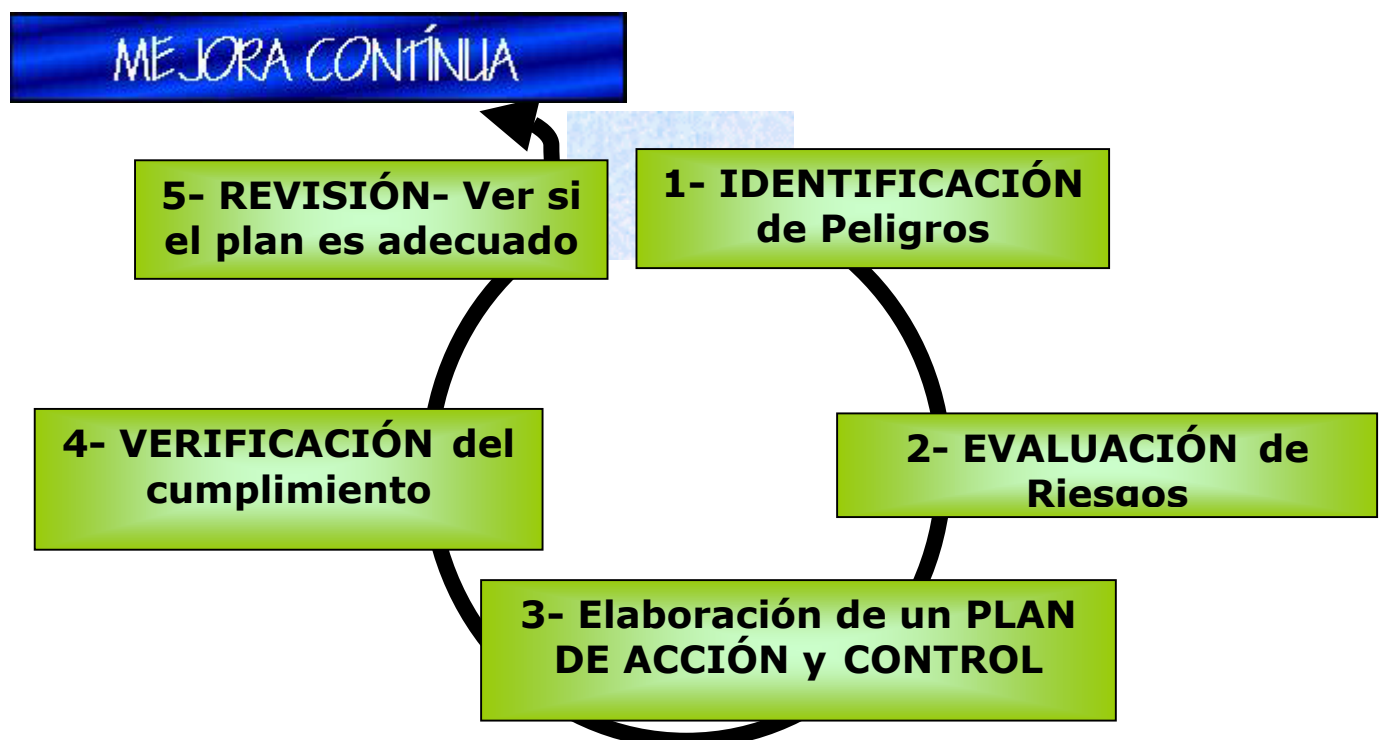 MEJORA CONTÍNUA
5- REVISIÓN- Ver si
el plan es adecuado
1- IDENTIFICACIÓN
de Peligros
4- VERIFICACIÓN del
cumplimiento
2- EVALUACIÓN de
Riesgos
3- Elaboración de un PLAN
DE ACCIÓN y CONTROL